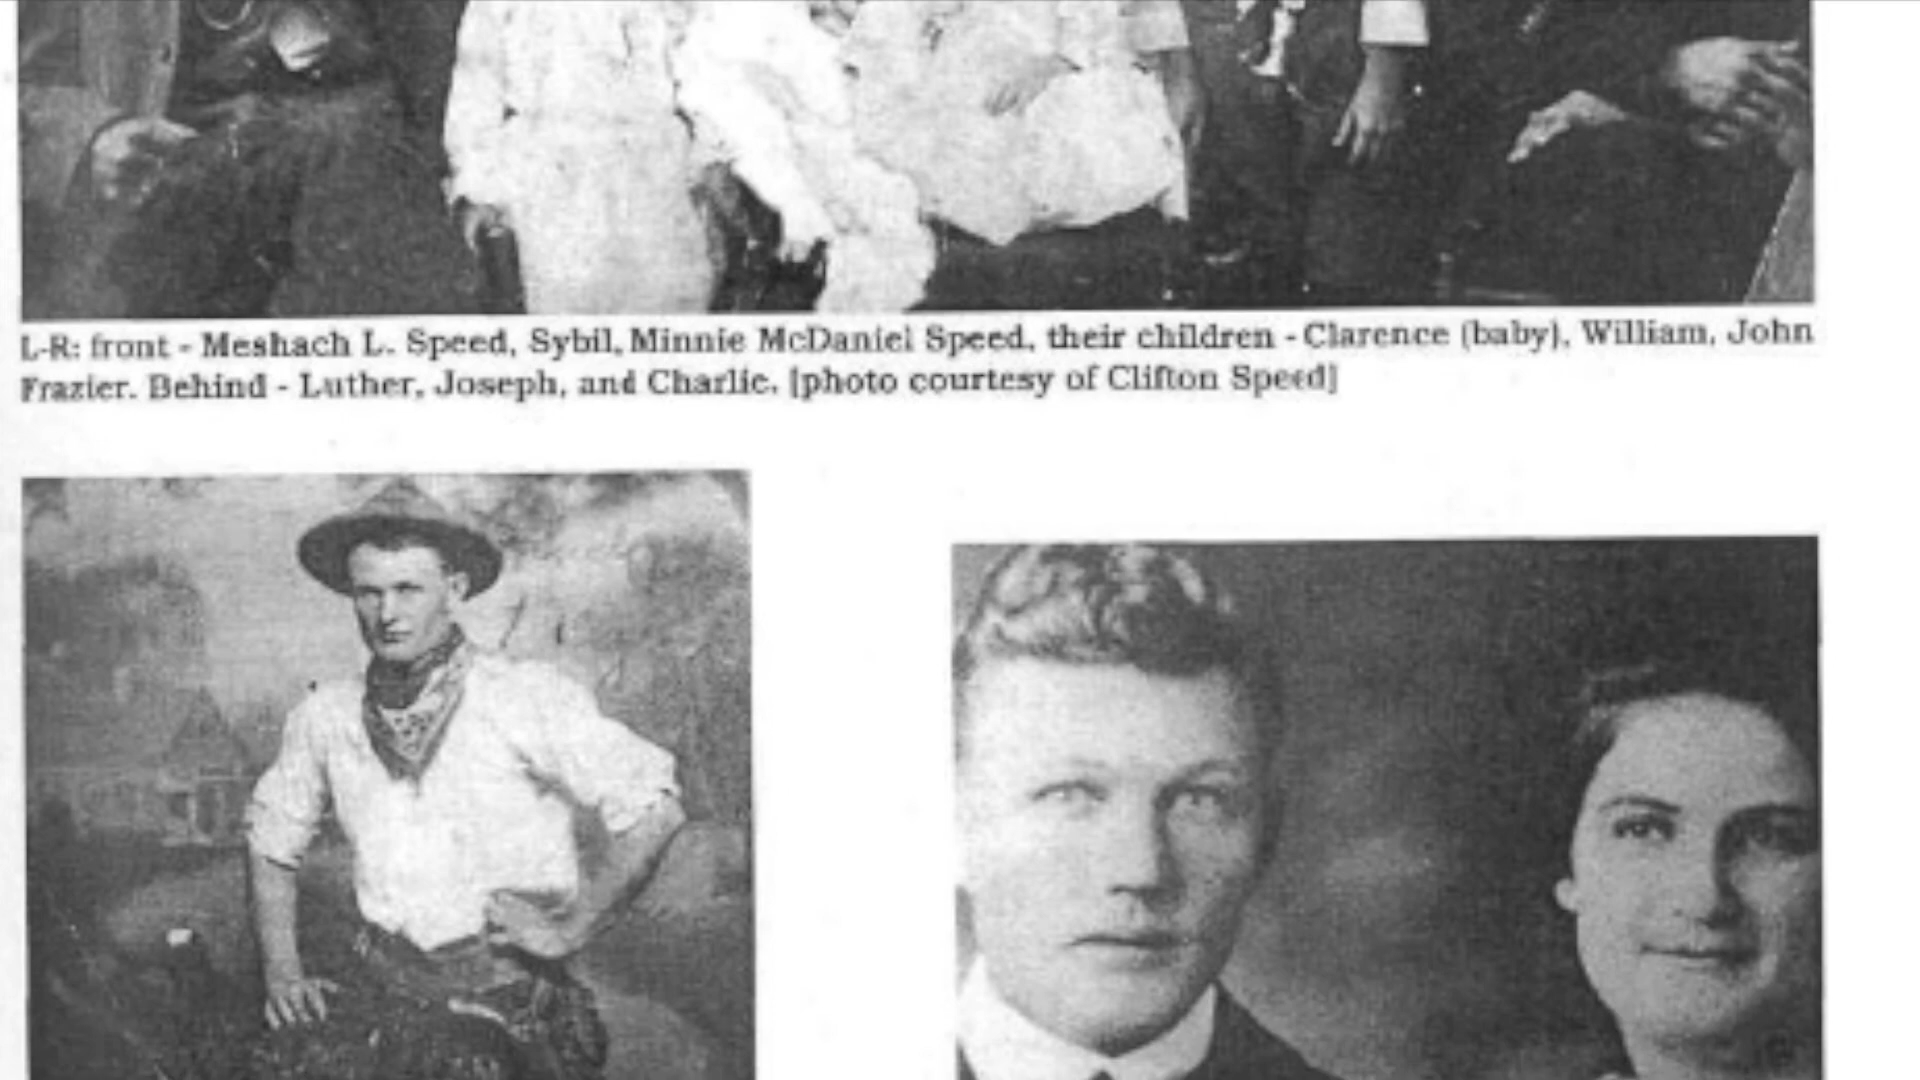 L-R: front - Meshach L. Speed, Sybil, Minnie McDaniel Speed, their children - Clarence (baby), William, John
Frazier. Behind - Luther, Joseph, and Charlie. [photo courtesy of Clifton Speed]